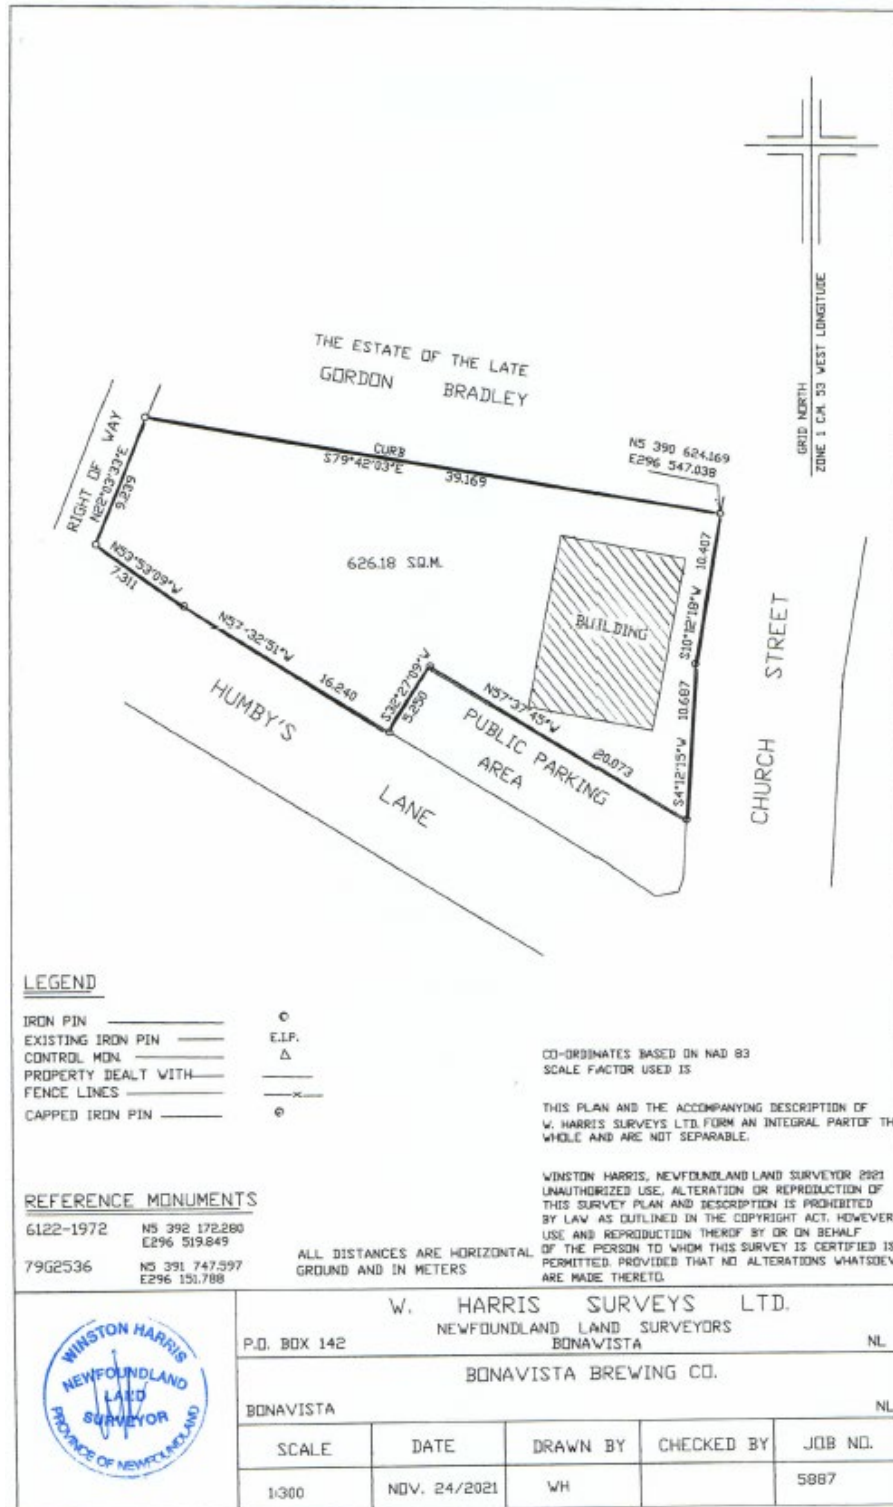 GRID NORTH
ZONE 1 C.M. 53 WEST LONGITUDE
THE ESTATE OF THE LATE
GORDON BRADLEY
RIGHT OF WAY
N22°03'33"E
9.239
CURB
S79°42'03"E
39.169
N5 390 624.169
E296 547.038
626.18 SQ.M.
BUILDING
S10°12'18"W
10.407
S4°12'15"W
10.687
N53°53'09"W
7.311
N57°32'51"W
16.240
S32°27'09"W
5.250
N57°37'45"W
20.073
PUBLIC PARKING
AREA
HUMBY'S
LANE
CHURCH STREET
LEGEND
IRON PIN
EXISTING IRON PIN E.I.P.
CONTROL MON.
PROPERTY DEALT WITH
FENCE LINES
CAPPED IRON PIN
CO-ORDINATES BASED ON NAD 83
SCALE FACTOR USED IS
THIS PLAN AND THE ACCOMPANYING DESCRIPTION OF
W. HARRIS SURVEYS LTD. FORM AN INTEGRAL PART OF TH
WHOLE AND ARE NOT SEPARABLE.
WINSTON HARRIS, NEWFOUNDLAND LAND SURVEYOR 2021
UNAUTHORIZED USE, ALTERATION OR REPRODUCTION OF
THIS SURVEY PLAN AND DESCRIPTION IS PROHIBITED
BY LAW AS OUTLINED IN THE COPYRIGHT ACT. HOWEVER
USE AND REPRODUCTION THEROF BY OR ON BEHALF
OF THE PERSON TO WHOM THIS SURVEY IS CERTIFIED IS
PERMITTED. PROVIDED THAT NO ALTERATIONS WHATSOEV
ARE MADE THERETO.
REFERENCE MONUMENTS
6122-1972 N5 392 172.280
E296 519.849
79G2536 N5 391 747.597
E296 151.788
ALL DISTANCES ARE HORIZONTAL
GROUND AND IN METERS
WINSTON HARRIS
NEWFOUNDLAND
LAND
SURVEYOR
PROVINCE OF NEWFOUNDLAND
W. HARRIS SURVEYS LTD.
NEWFOUNDLAND LAND SURVEYORS
P.O. BOX 142 BONAVISTA NL
BONAVISTA BREWING CO.
BONAVISTA NL
SCALE DATE DRAWN BY CHECKED BY JOB NO.
1:300 NOV. 24/2021 WH 5887